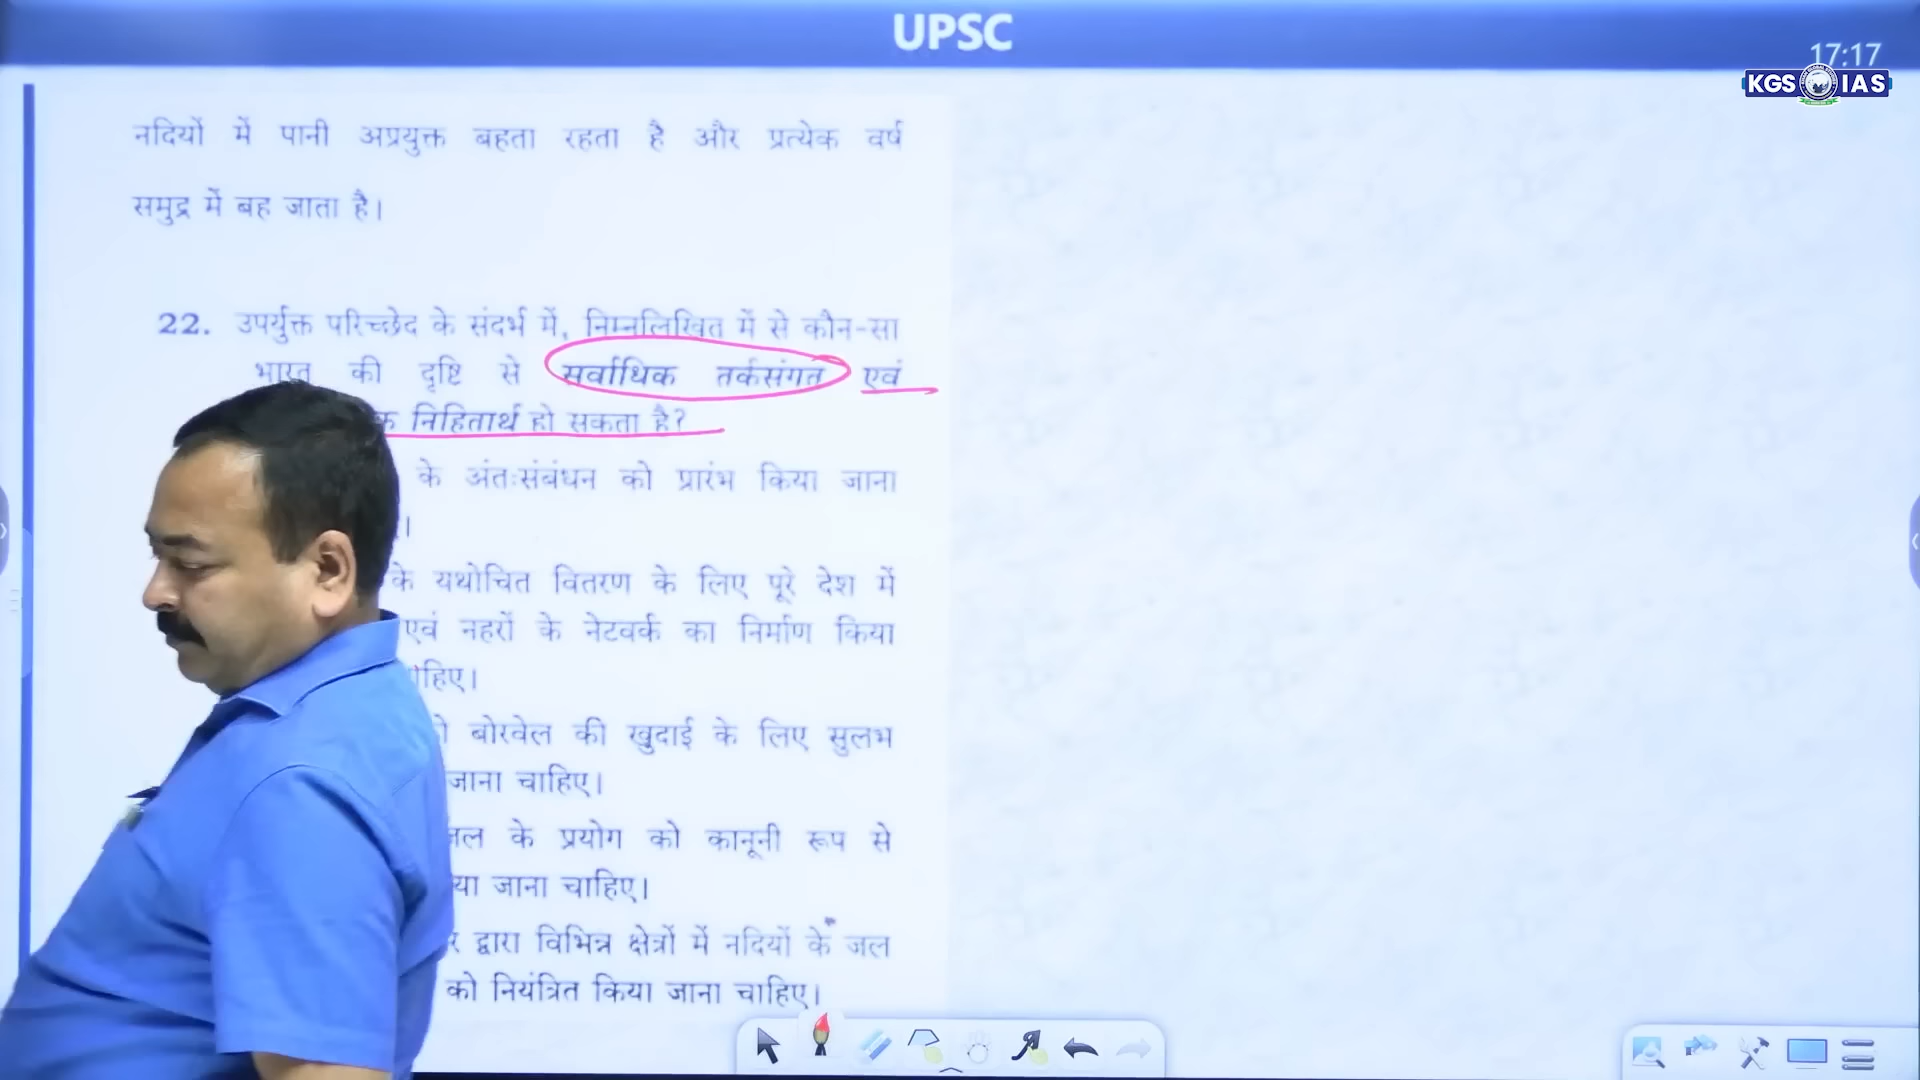 UPSC
17:17
KGS IAS
नदियों में पानी अप्रयुक्त बहता रहता है और प्रत्येक वर्ष
समुद्र में बह जाता है।
22. उपर्युक्त परिच्छेद के संदर्भ में, निम्नलिखित में से कौन-सा
भारत की दृष्टि से सर्वाधिक तर्कसंगत एवं
निहितार्थ हो सकता है?
के अंतःसंबंधन को प्रारंभ किया जाना
के यथोचित वितरण के लिए पूरे देश में
एवं नहरों के नेटवर्क का निर्माण किया
बोरवेल की खुदाई के लिए सुलभ
जाना चाहिए।
के प्रयोग को कानूनी रूप से
जाना चाहिए।
द्वारा विभिन्न क्षेत्रों में नदियों के जल
को नियंत्रित किया जाना चाहिए।